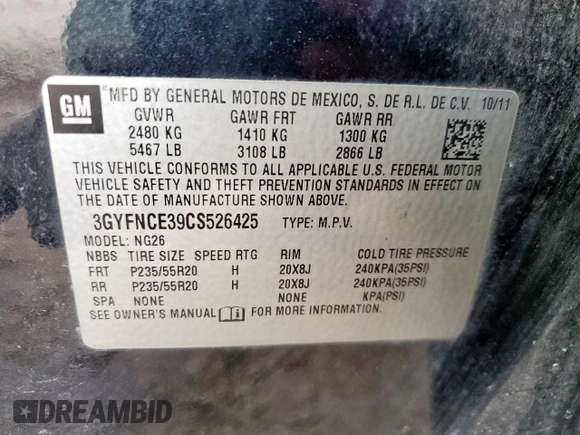 GM ® MFD BY GENERAL MOTORS DE MEXICO, S. DE R.L. DE C.V. 10/11
GVWR GAWR FRT GAWR RR
2480 KG 1410 KG 1300 KG
5467 LB 3108 LB 2866 LB
THIS VEHICLE CONFORMS TO ALL APPLICABLE U.S. FEDERAL MOTOR
VEHICLE SAFETY AND THEFT PREVENTION STANDARDS IN EFFECT ON
THE DATE OF MANUFACTURE SHOWN ABOVE.
3GYFNCE39CS526425 TYPE: M.P.V.
MODEL: NG26
NBBS TIRE SIZE SPEED RTG RIM COLD TIRE PRESSURE
FRT P235/55R20 H 20X8J 240KPA(35PSI)
RR P235/55R20 H 20X8J 240KPA(35PSI)
SPA NONE NONE KPA(PSI)
SEE OWNER'S MANUAL i
DREAMBID